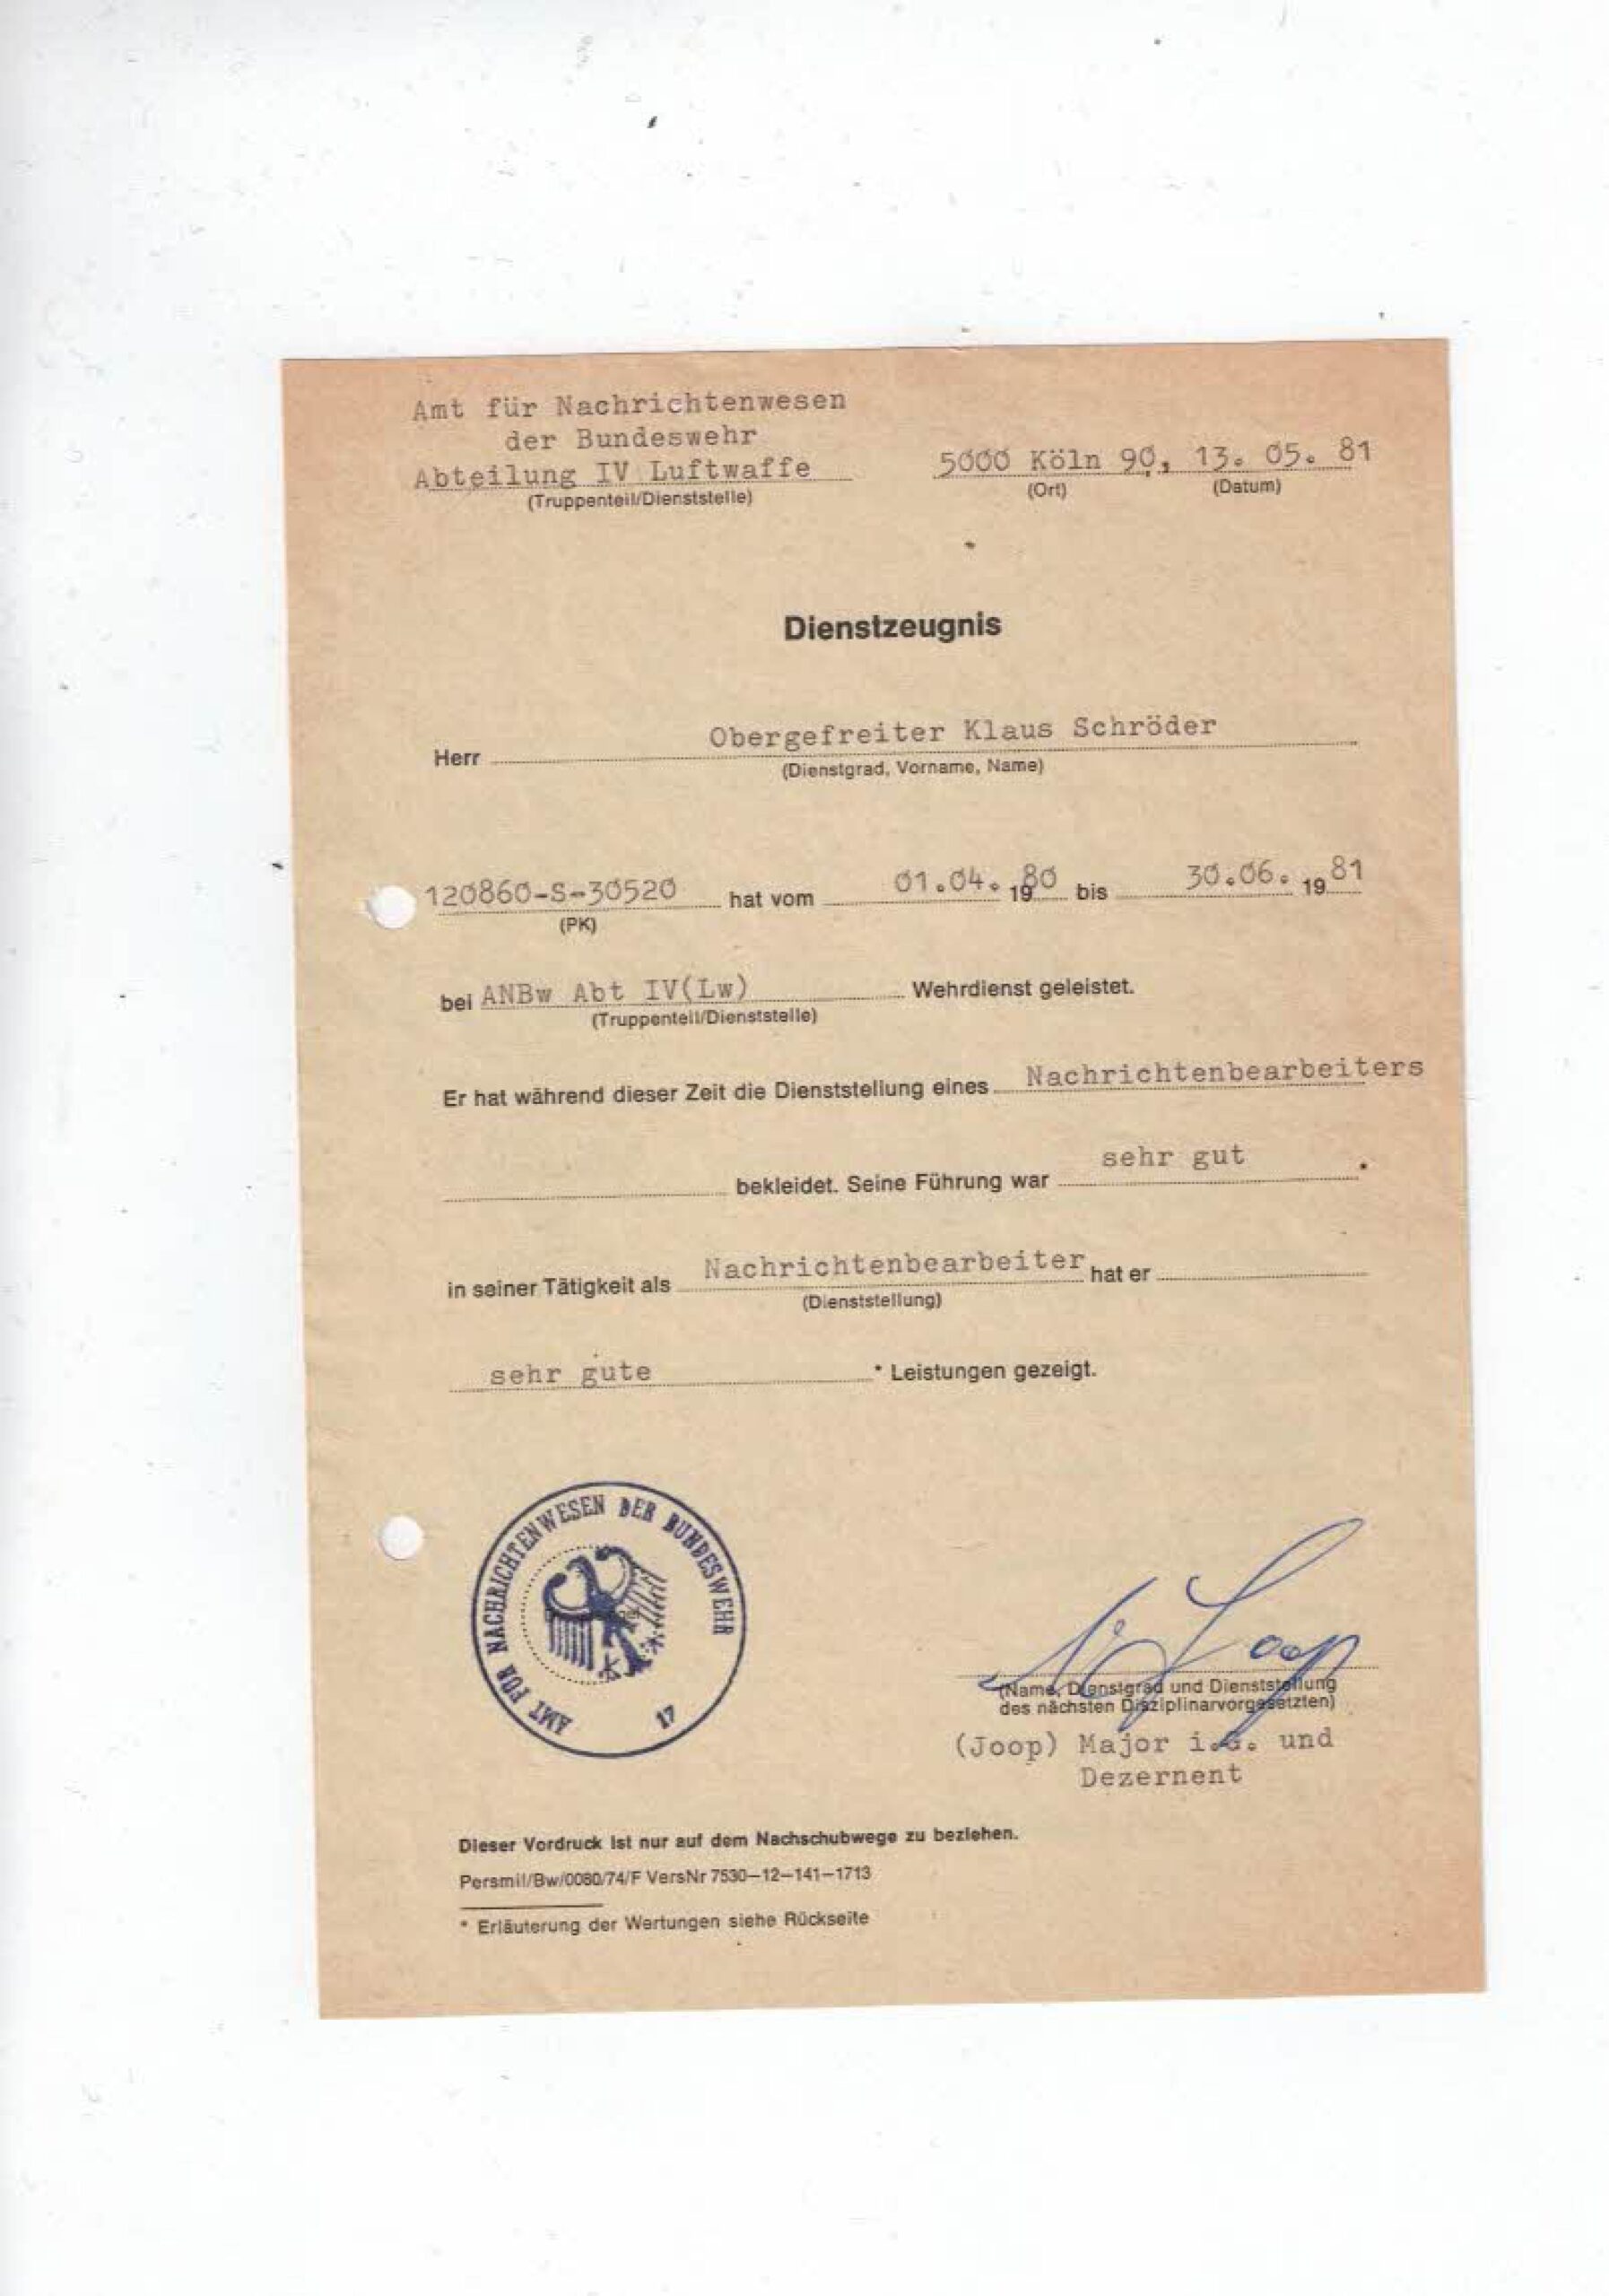 Amt für Nachrichtenwesen
der Bundeswehr
Abteilung IV Luftwaffe
(Truppenteil/Dienststelle)
5000 Köln 90, 13. 05. 81
(Ort) (Datum)
Dienstzeugnis
Herr Obergefreiter Klaus Schröder
(Dienstgrad, Vorname, Name)
120860-S-30520 hat vom 01.04. 1980 bis 30.06. 1981
(PK)
bei ANBw Abt IV(Lw) Wehrdienst geleistet.
(Truppenteil/Dienststelle)
Er hat während dieser Zeit die Dienststellung eines Nachrichtenbearbeiters
bekleidet. Seine Führung war sehr gut *
in seiner Tätigkeit als Nachrichtenbearbeiter hat er
(Dienststellung)
sehr gute * Leistungen gezeigt.
AMT FÜR NACHRICHTENWESEN DER BUNDESWEHR
17
Joop
(Name, Dienstgrad und Dienststellung
des nächsten Disziplinarvorgesetzten)
(Joop) Major i.G. und
Dezernent
Dieser Vordruck ist nur auf dem Nachschubwege zu beziehen.
Persmil/Bw/0080/74/F VersNr 7530–12–141–1713
* Erläuterung der Wertungen siehe Rückseite